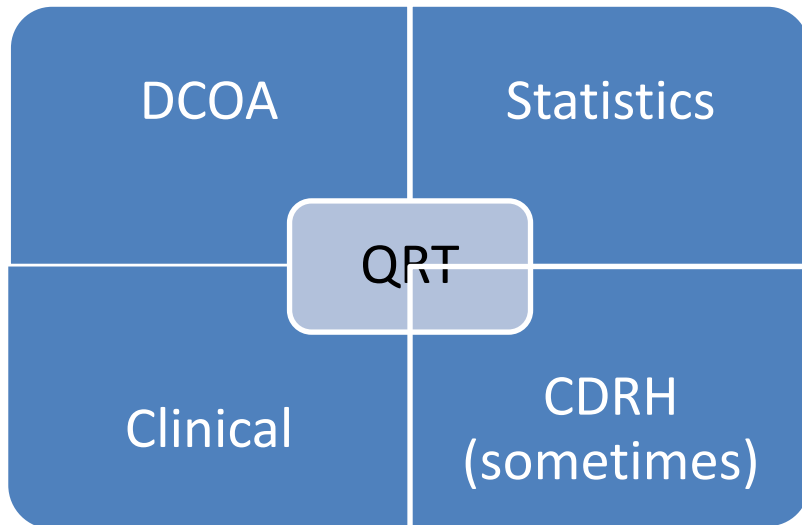 DCOA
Statistics
QRT
Clinical
CDRH
(sometimes)